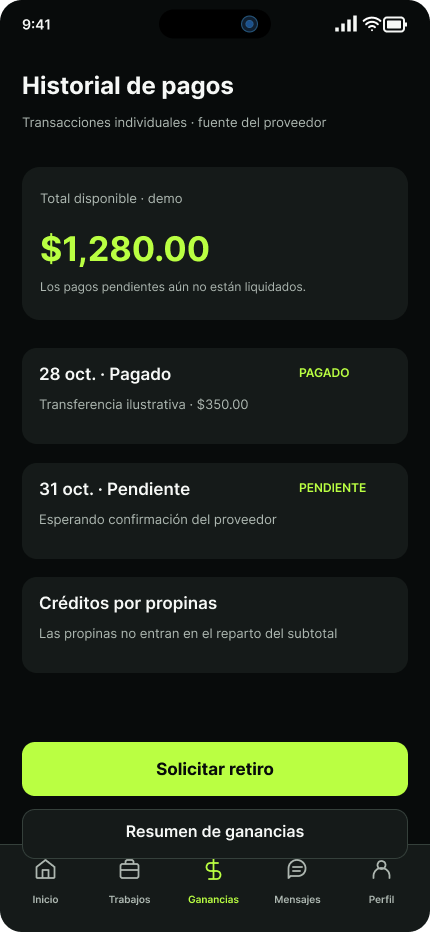 9:41
Historial de pagos
Transacciones individuales · fuente del proveedor
Total disponible · demo
$1,280.00
Los pagos pendientes aún no están liquidados.
28 oct. · Pagado
PAGADO
Transferencia ilustrativa · $350.00
31 oct. · Pendiente
PENDIENTE
Esperando confirmación del proveedor
Créditos por propinas
Las propinas no entran en el reparto del subtotal
Solicitar retiro
Resumen de ganancias
Inicio
Trabajos
Ganancias
Mensajes
Perfil